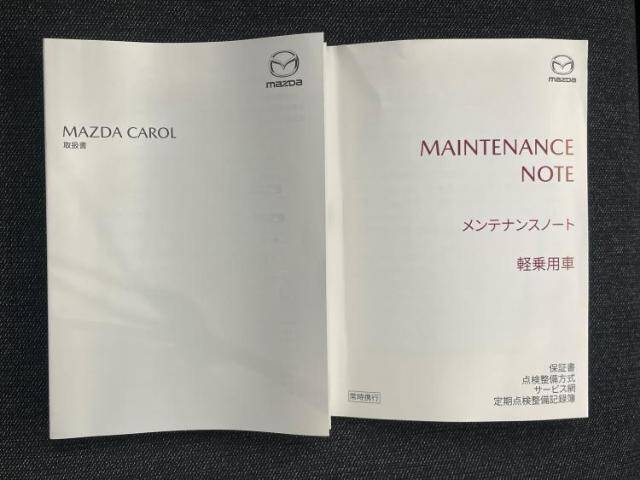 mazda
MAZDA CAROL
取扱書
mazda
MAINTENANCE
NOTE
メンテナンスノート
軽乗用車
保証書
点検整備方式
サービス網
定期点検整備記録簿
常時携行